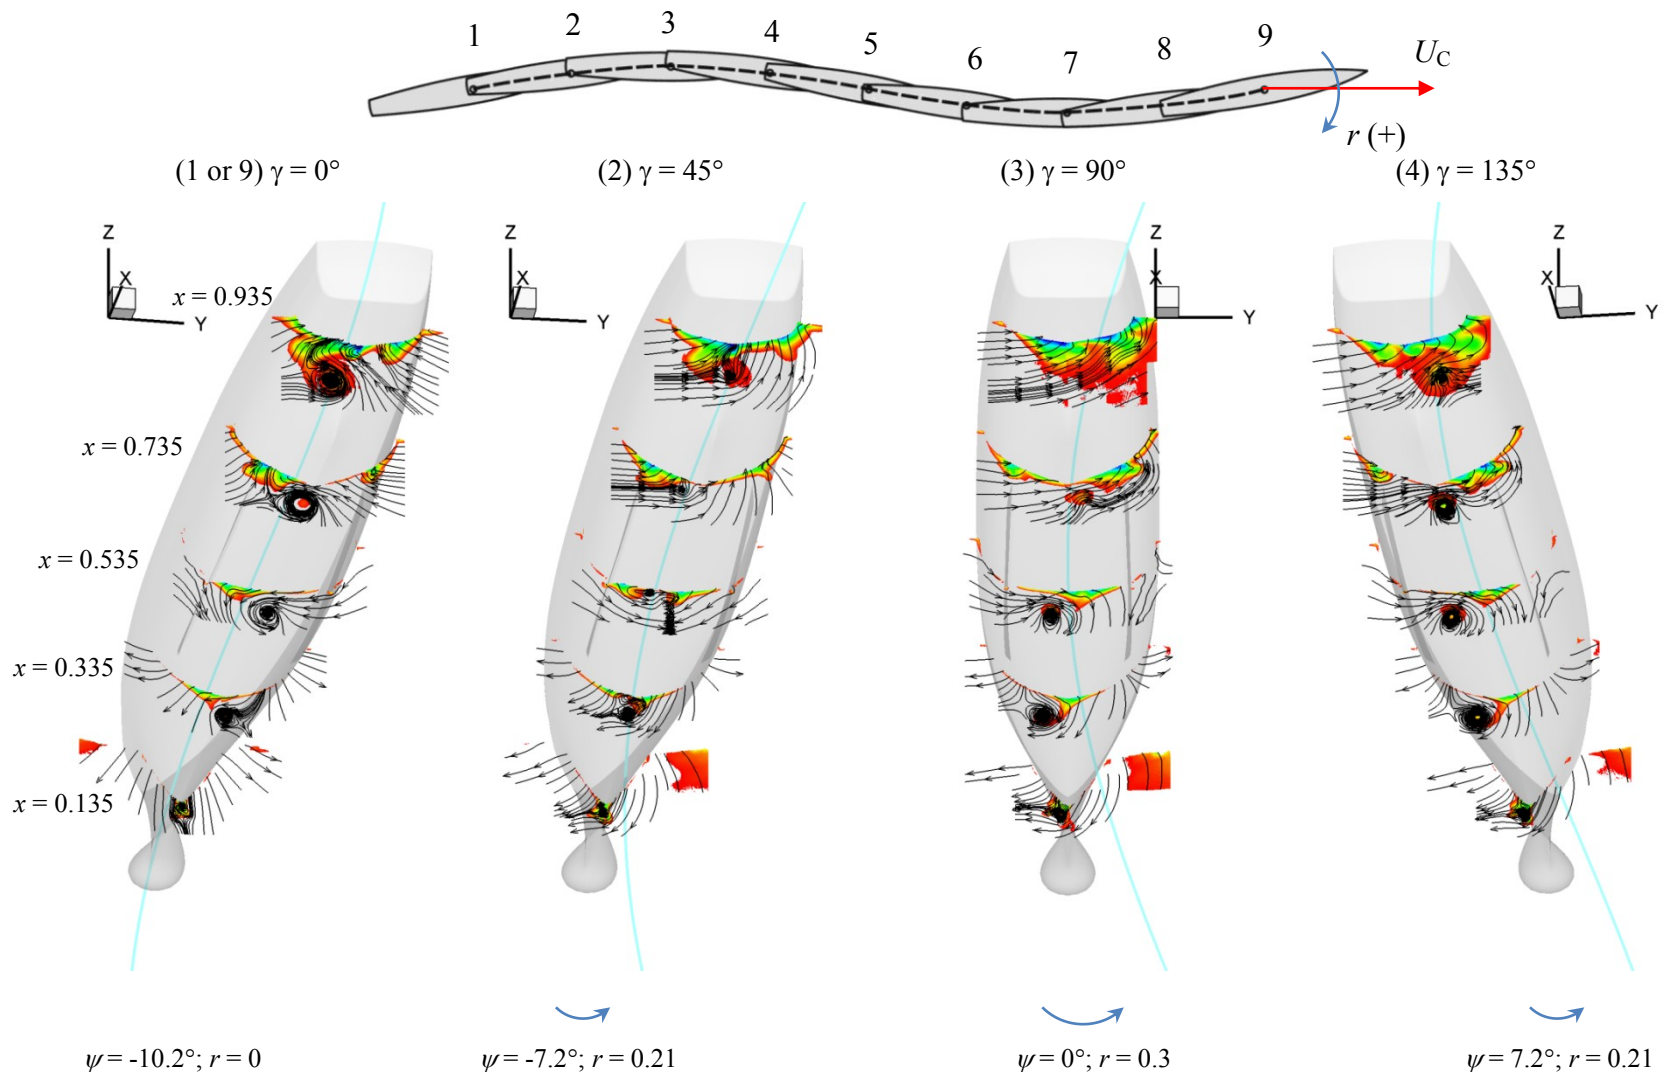 1 2 3 4 5 6 7 8 9 U_C
r (+)
(1 or 9) γ = 0° (2) γ = 45° (3) γ = 90° (4) γ = 135°
Z X Y Z X Y Z X Y Z X Y
x = 0.935
x = 0.735
x = 0.535
x = 0.335
x = 0.135
ψ = -10.2°; r = 0 ψ = -7.2°; r = 0.21 ψ = 0°; r = 0.3 ψ = 7.2°; r = 0.21